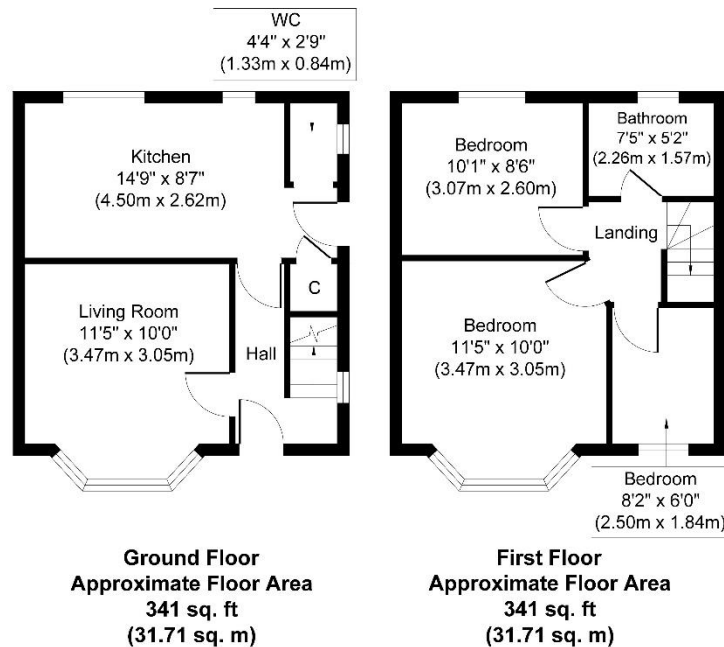 WC
4'4" x 2'9"
(1.33m x 0.84m)
Kitchen
14'9" x 8'7"
(4.50m x 2.62m)
Living Room
11'5" x 10'0"
(3.47m x 3.05m)
Hall
C
Ground Floor
Approximate Floor Area
341 sq. ft
(31.71 sq. m)
Bedroom
10'1" x 8'6"
(3.07m x 2.60m)
Bathroom
7'5" x 5'2"
(2.26m x 1.57m)
Landing
Bedroom
11'5" x 10'0"
(3.47m x 3.05m)
Bedroom
8'2" x 6'0"
(2.50m x 1.84m)
First Floor
Approximate Floor Area
341 sq. ft
(31.71 sq. m)